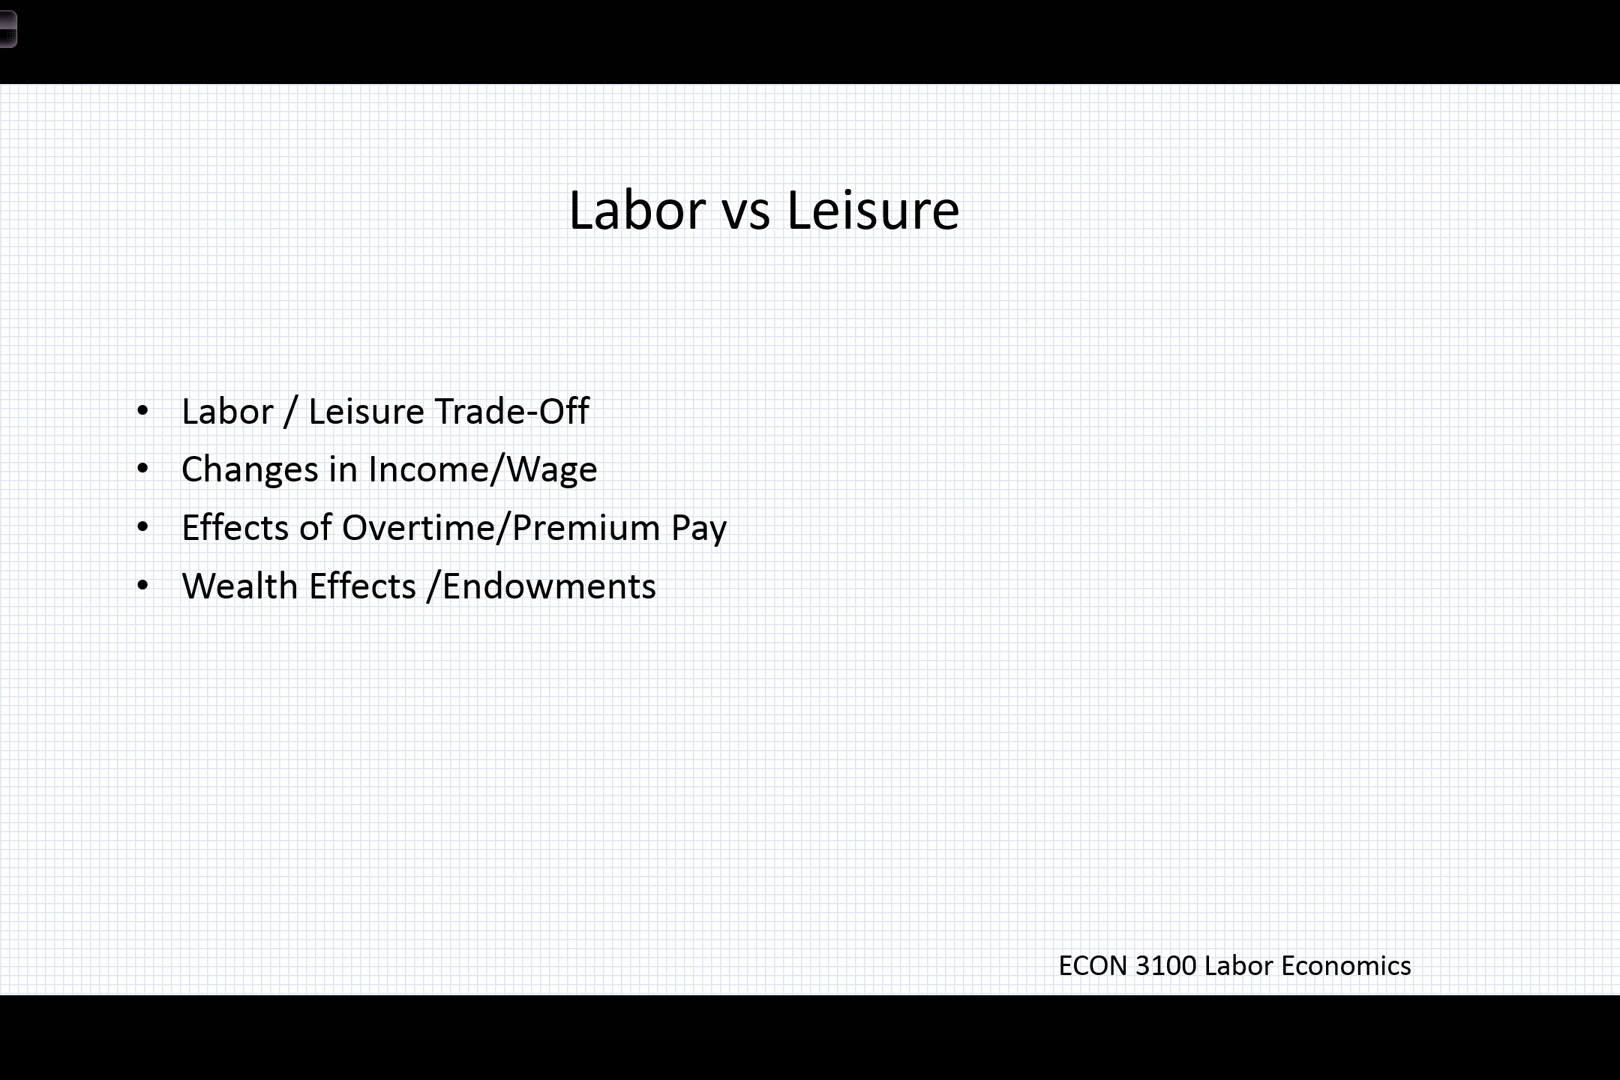 Labor vs Leisure
• Labor / Leisure Trade-Off
• Changes in Income/Wage
• Effects of Overtime/Premium Pay
• Wealth Effects /Endowments
ECON 3100 Labor Economics